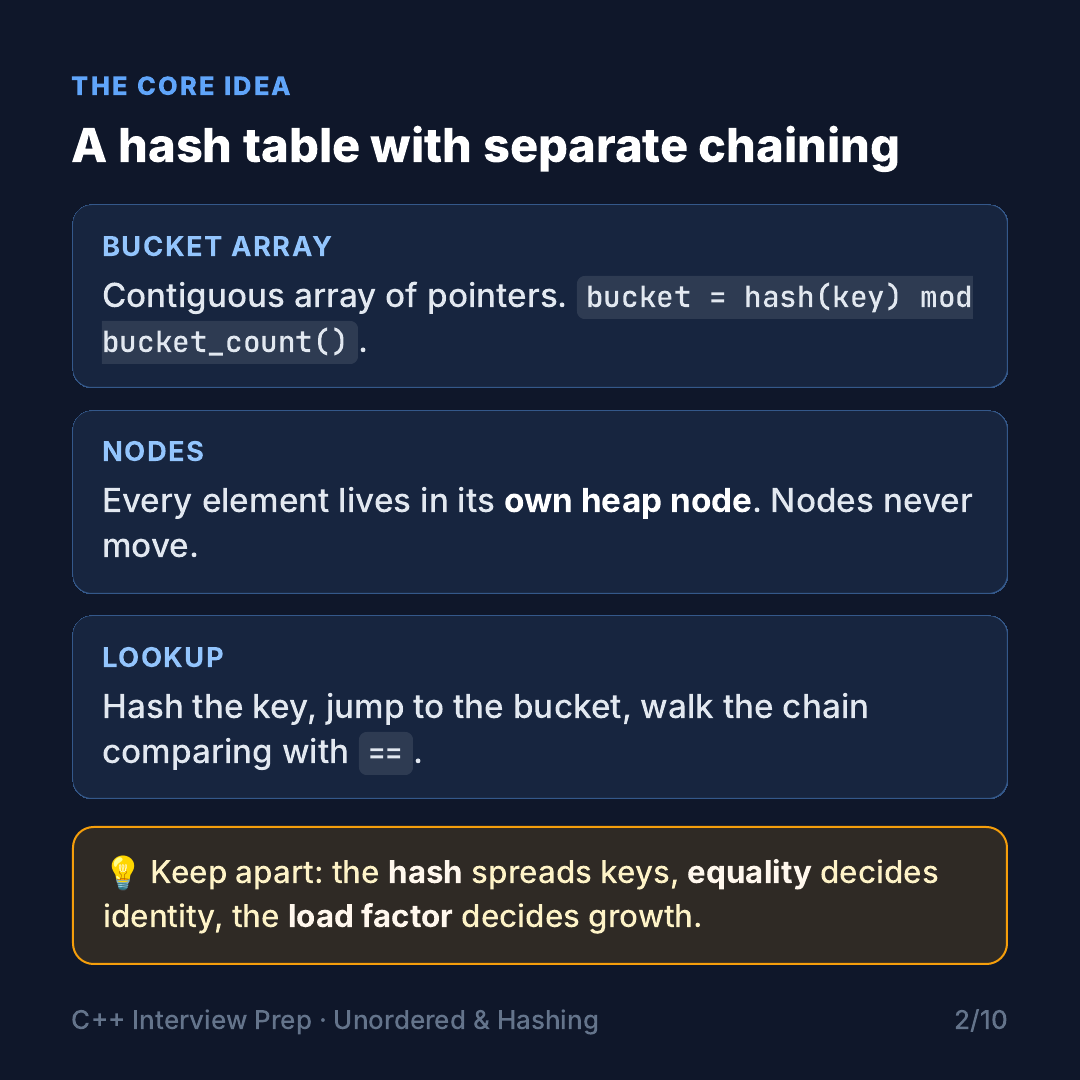 THE CORE IDEA
A hash table with separate chaining
BUCKET ARRAY
Contiguous array of pointers. bucket = hash(key) mod
bucket_count() .
NODES
Every element lives in its own heap node. Nodes never
move.
LOOKUP
Hash the key, jump to the bucket, walk the chain
comparing with == .
💡 Keep apart: the hash spreads keys, equality decides
identity, the load factor decides growth.
C++ Interview Prep · Unordered & Hashing
2/10